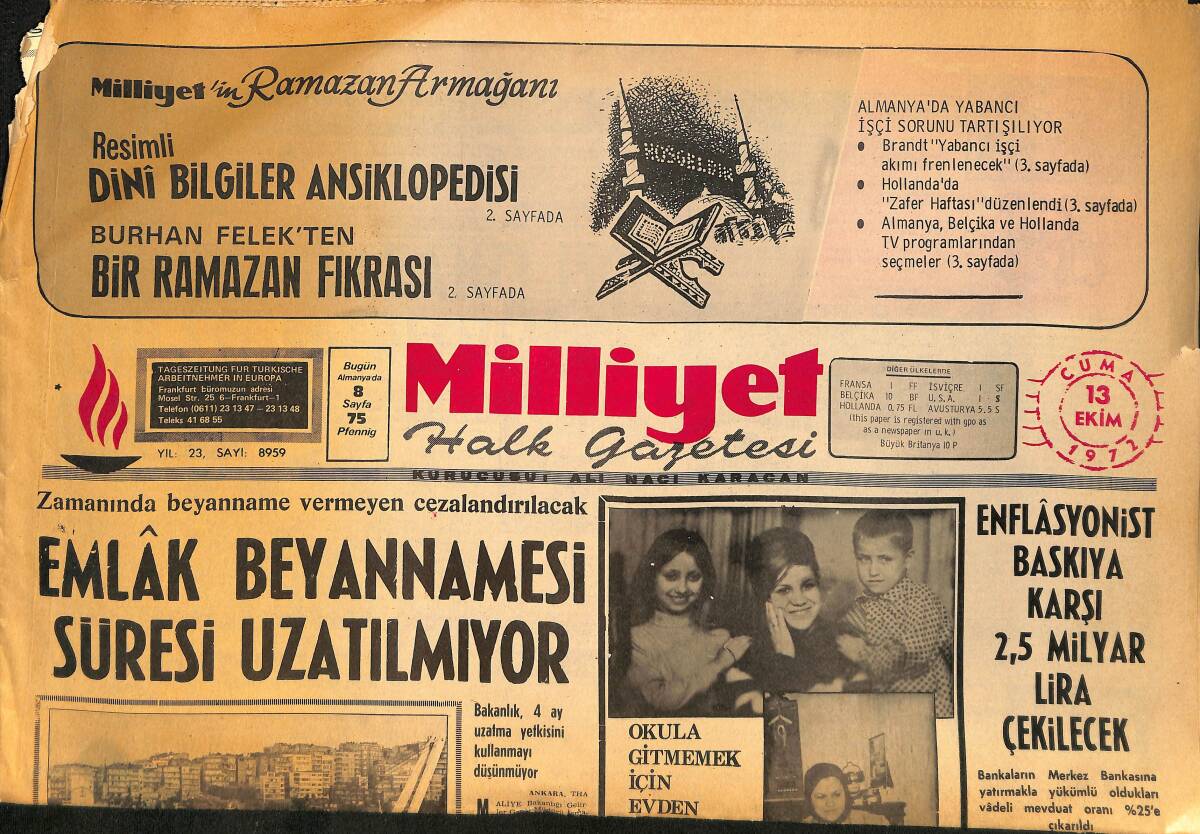 Milliyet'in Ramazan Armağanı
Resimli
DİNÎ BİLGİLER ANSİKLOPEDİSİ
2. SAYFADA
BURHAN FELEK'TEN
BİR RAMAZAN FIKRASI 2. SAYFADA
ALMANYA'DA YABANCI
İŞÇİ SORUNU TARTIŞILIYOR
● Brandt "Yabancı işçi
akımı frenlenecek" (3. sayfada)
● Hollanda'da
"Zafer Haftası" düzenlendi (3. sayfada)
● Almanya, Belçika ve Hollanda
TV programlarından
seçmeler (3. sayfada)
TAGESZEITUNG FUR TURKISCHE
ARBEITNEHMER IN EUROPA
Frankfurt büromuzun adresi
Mosel Str. 25 6-Frankfurt-1
Telefon (0611) 23 13 47 - 23 13 48
Teleks 41 68 55
YIL: 23, SAYI: 8959
Bugün
Almanyada
8
Sayfa
75
Pfennig
Milliyet
Halk Gazetesi
KURUCUSU: ALİ NACİ KARACAN
DİĞER ÜLKELERDE
FRANSA 1 FF İSVİÇRE 1 SF
BELÇİKA 10 BF U.S.A. 1 $
HOLLANDA 0.75 FL AVUSTURYA 5.5 S
(this paper is registered with gpo as
as a newspaper in u.k.)
Büyük Britanya 10 P
CUMA
13
EKİM
1972
Zamanında beyanname vermeyen cezalandırılacak
EMLÂK BEYANNAMESİ
SÜRESİ UZATILMIYOR
Bakanlık, 4 ay
uzatma yetkisini
kullanmayı
düşünmüyor
ANKARA, THA
MALİYE Bakanlığı Gelir
OKULA
GİTMEMEK
İÇİN
EVDEN
ENFLÂSYONİST
BASKIYA
KARŞI
2,5 MİLYAR
LİRA
ÇEKİLECEK
Bankaların Merkez Bankasına
yatırmakla yükümlü oldukları
vâdeli mevduat oranı %25'e
çıkarıldı